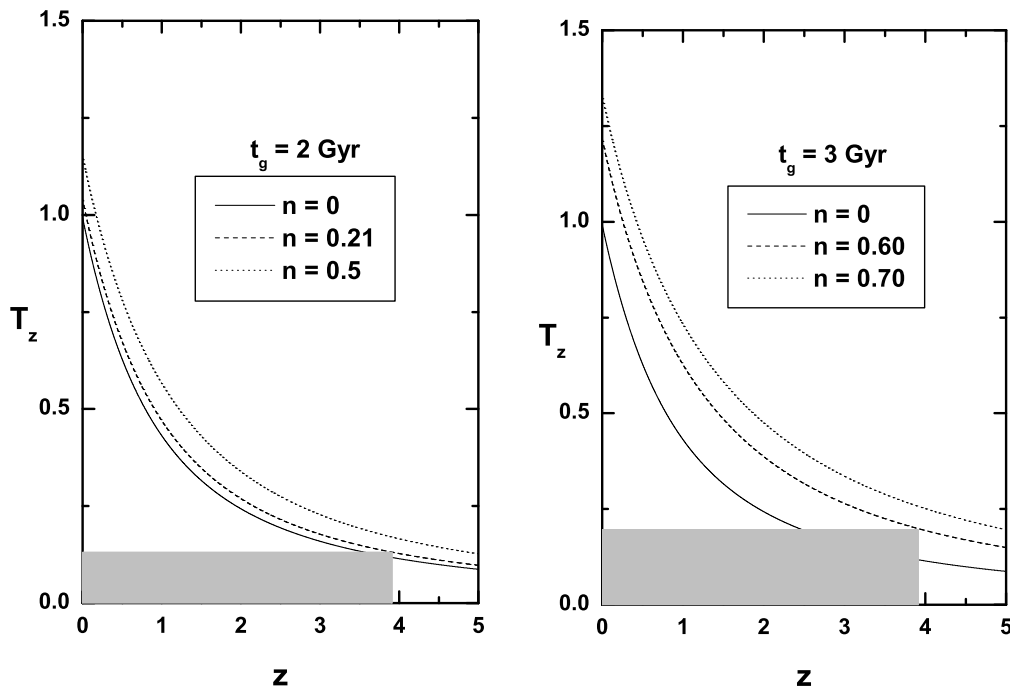 1.5
1.0
0.5
0.0
T_z
t_g = 2 Gyr
n = 0
n = 0.21
n = 0.5
0 1 2 3 4 5
z
1.5
1.0
0.5
0.0
T_z
t_g = 3 Gyr
n = 0
n = 0.60
n = 0.70
0 1 2 3 4 5
z